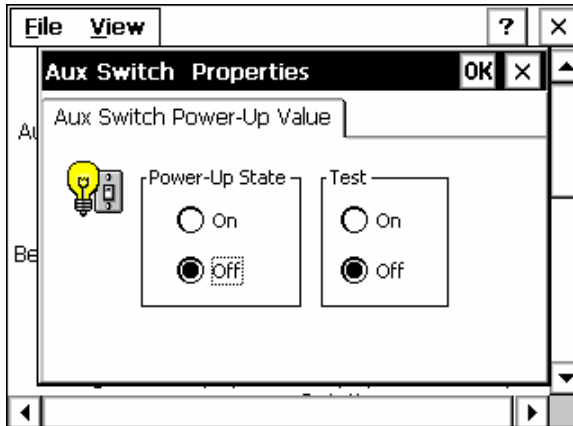 File View ?
Aux Switch Properties OK
Aux Switch Power-Up Value
Power-Up State Test
On On
Off Off